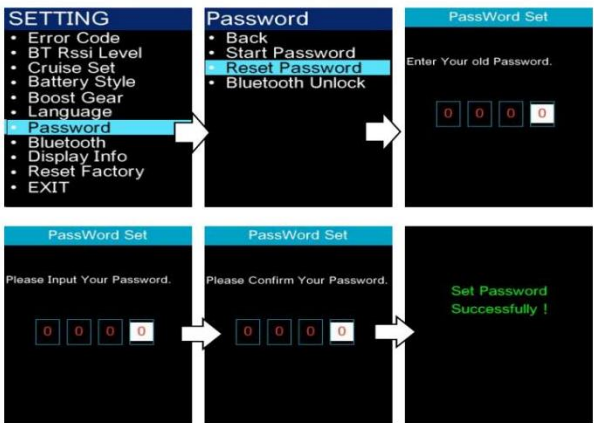 SETTING
• Error Code
• BT Rssi Level
• Cruise Set
• Battery Style
• Boost Gear
• Language
• Password
• Bluetooth
• Display Info
• Reset Factory
• EXIT
Password
• Back
• Start Password
• Reset Password
• Bluetooth Unlock
PassWord Set
Enter Your old Password.
0 0 0 0
PassWord Set
Please Input Your Password.
0 0 0 0
PassWord Set
Please Confirm Your Password.
0 0 0 0
Set Password
Successfully !